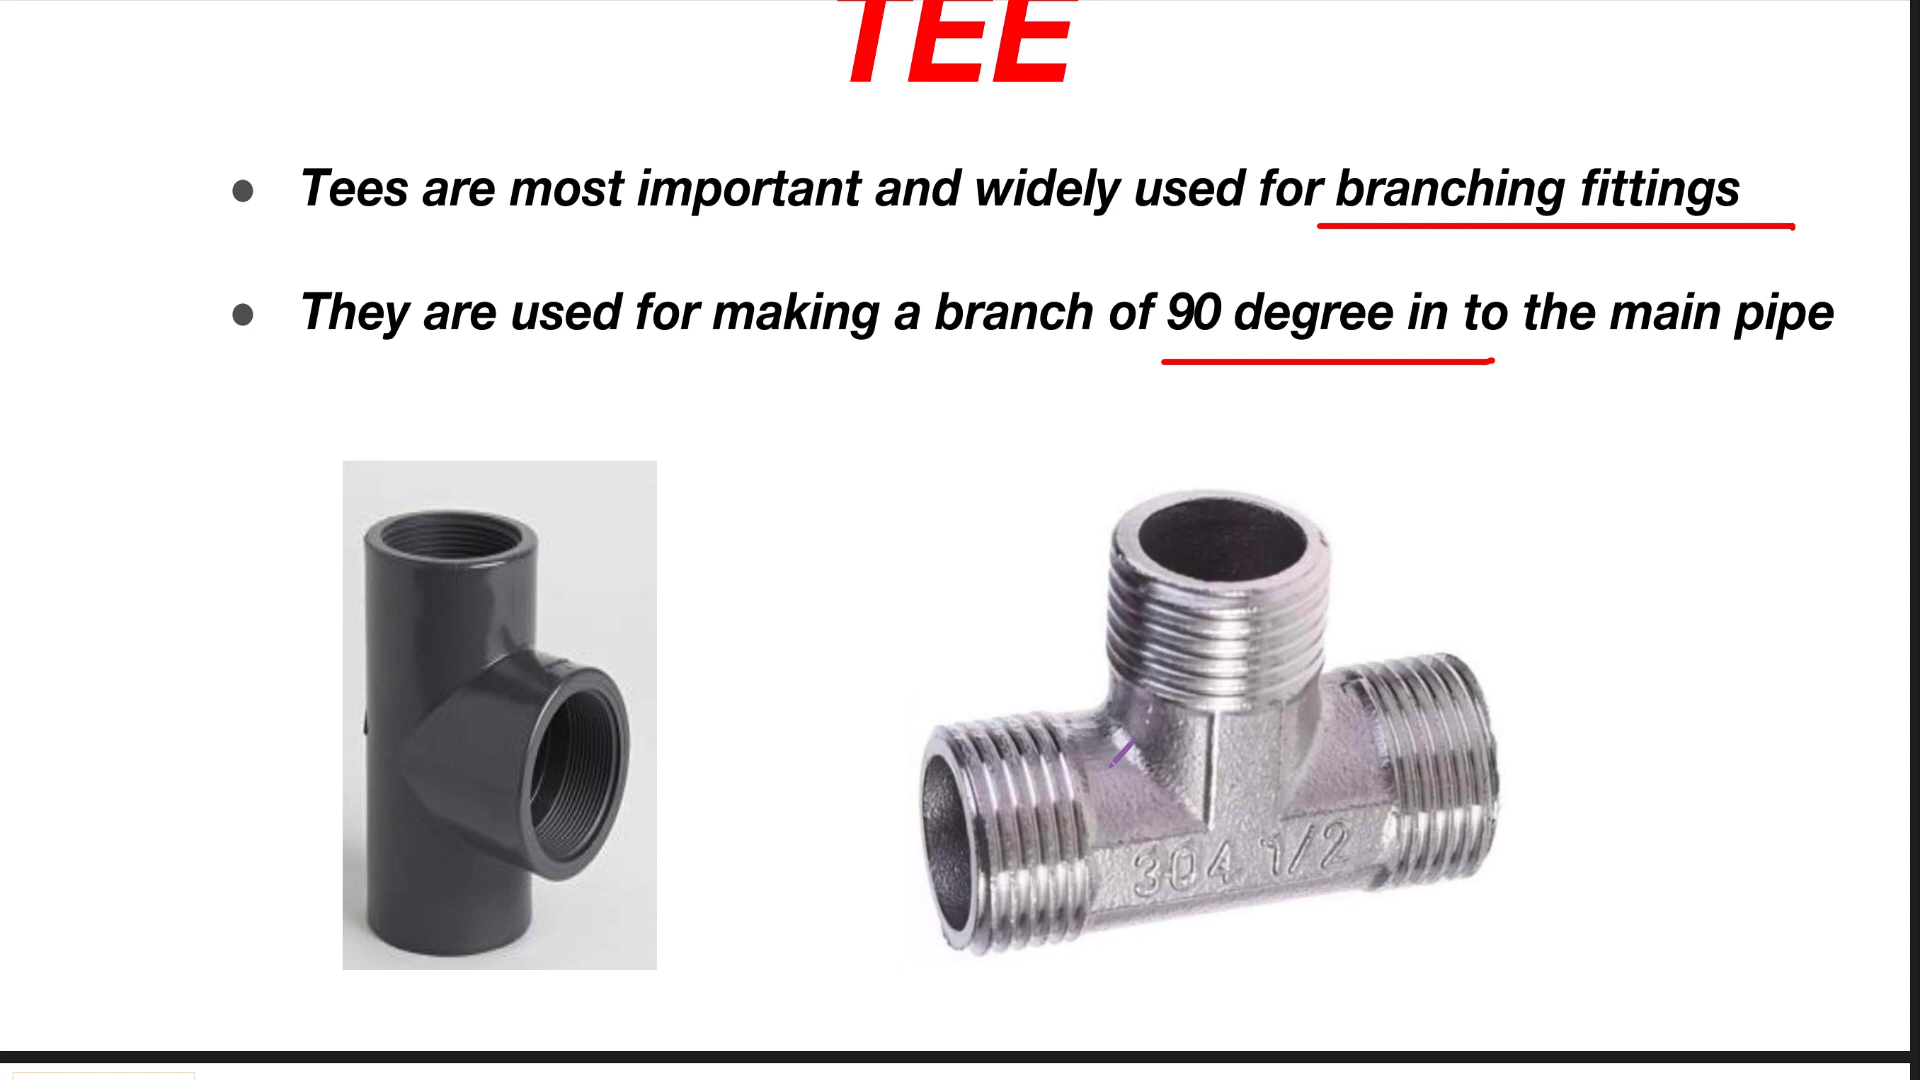 TEE
Tees are most important and widely used for branching fittings
They are used for making a branch of 90 degree in to the main pipe
304 1/2